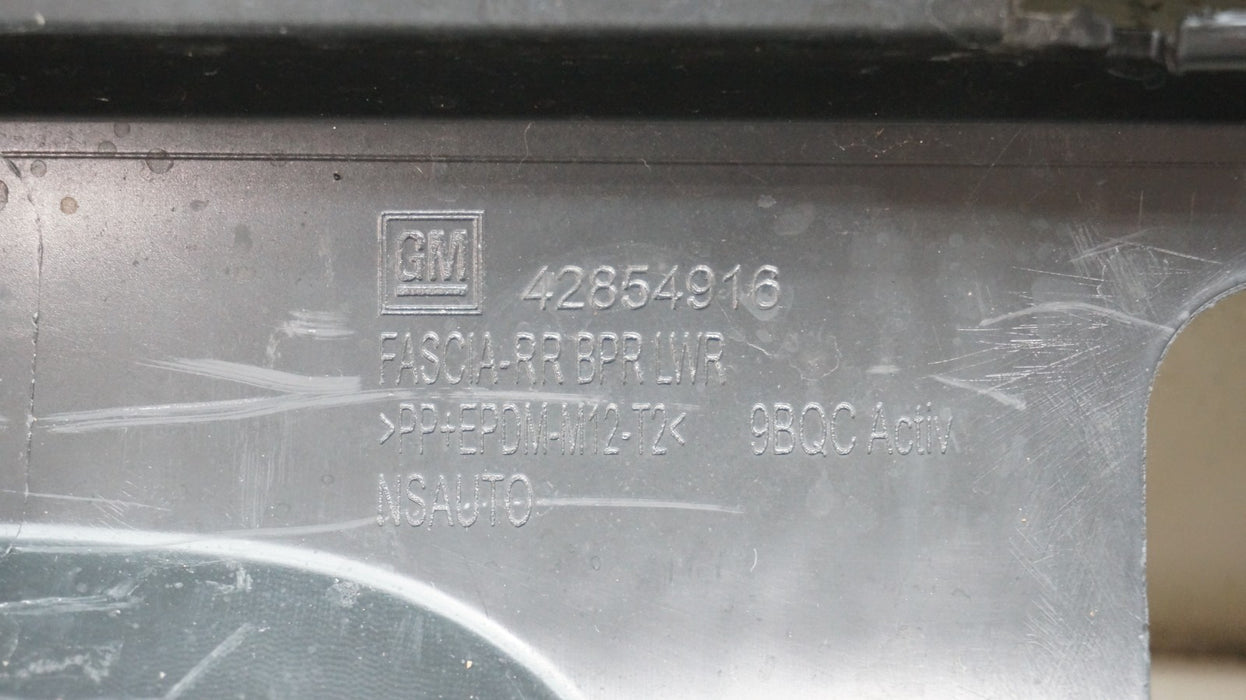 GM 42854916
FASCIA-RR BPR LWR
>PP+EPDM-M12-T2< 9BQC Activ
NSAUTO